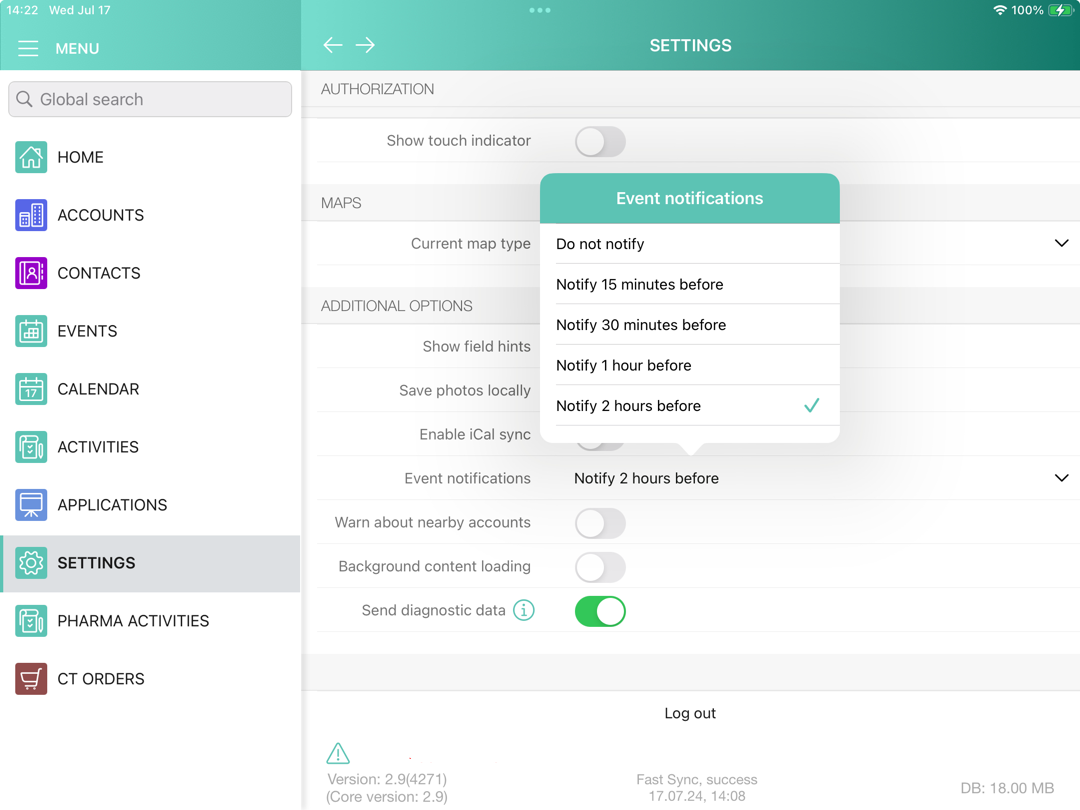 14:22 Wed Jul 17
100%
MENU
SETTINGS
Global search
HOME
ACCOUNTS
CONTACTS
EVENTS
17
CALENDAR
ACTIVITIES
APPLICATIONS
SETTINGS
PHARMA ACTIVITIES
CT ORDERS
AUTHORIZATION
Show touch indicator
MAPS
Current map type
ADDITIONAL OPTIONS
Show field hints
Save photos locally
Enable iCal sync
Event notifications
Do not notify
Notify 15 minutes before
Notify 30 minutes before
Notify 1 hour before
Notify 2 hours before
Event notifications Notify 2 hours before
Warn about nearby accounts
Background content loading
Send diagnostic data i
Log out
Version: 2.9(4271)
(Core version: 2.9)
Fast Sync, success
17.07.24, 14:08
DB: 18.00 MB